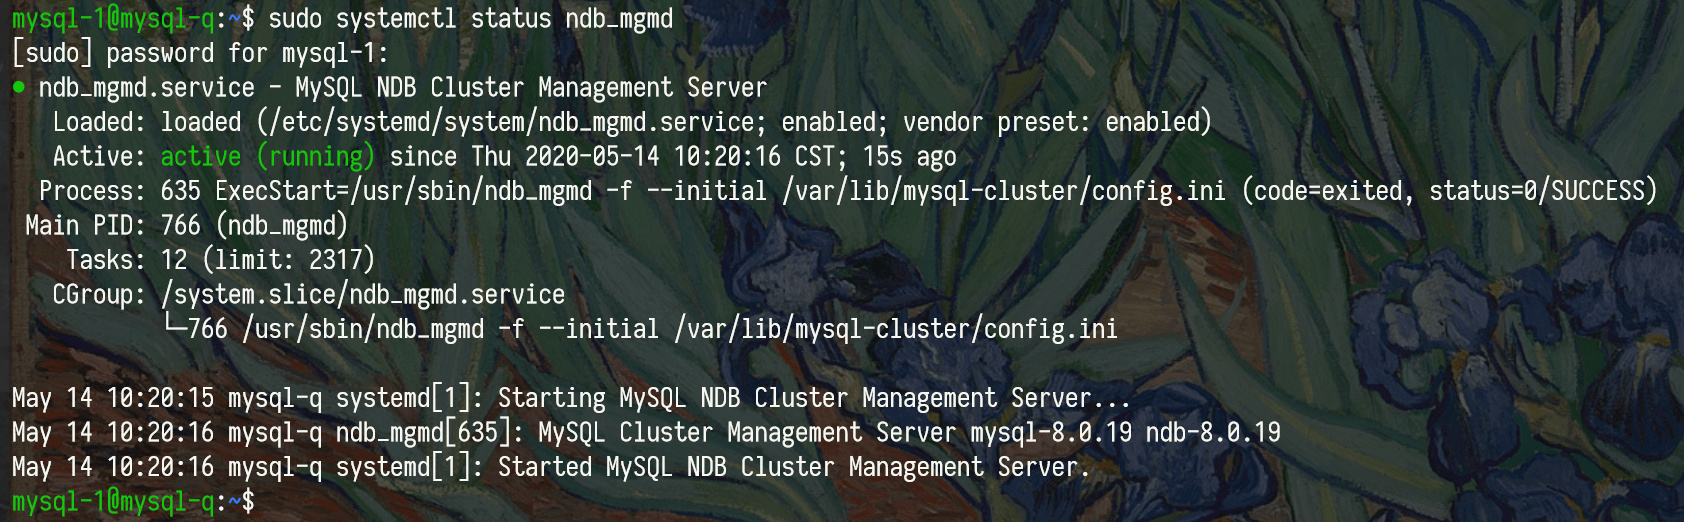 mysql-1@mysql-q:~$ sudo systemctl status ndb_mgmd
[sudo] password for mysql-1:
● ndb_mgmd.service - MySQL NDB Cluster Management Server
   Loaded: loaded (/etc/systemd/system/ndb_mgmd.service; enabled; vendor preset: enabled)
   Active: active (running) since Thu 2020-05-14 10:20:16 CST; 15s ago
  Process: 635 ExecStart=/usr/sbin/ndb_mgmd -f --initial /var/lib/mysql-cluster/config.ini (code=exited, status=0/SUCCESS)
 Main PID: 766 (ndb_mgmd)
    Tasks: 12 (limit: 2317)
   CGroup: /system.slice/ndb_mgmd.service
           └─766 /usr/sbin/ndb_mgmd -f --initial /var/lib/mysql-cluster/config.ini

May 14 10:20:15 mysql-q systemd[1]: Starting MySQL NDB Cluster Management Server...
May 14 10:20:16 mysql-q ndb_mgmd[635]: MySQL Cluster Management Server mysql-8.0.19 ndb-8.0.19
May 14 10:20:16 mysql-q systemd[1]: Started MySQL NDB Cluster Management Server.
mysql-1@mysql-q:~$